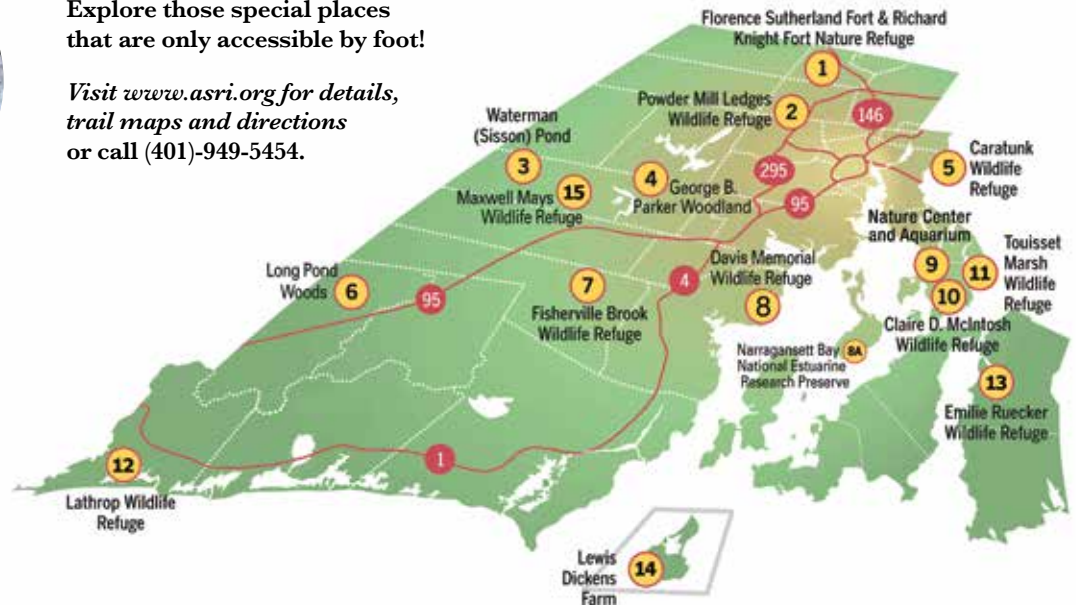 Explore those special places
that are only accessible by foot!
Visit www.asri.org for details,
trail maps and directions
or call (401)-949-5454.
Florence Sutherland Fort & Richard
Knight Fort Nature Refuge
1
Powder Mill Ledges
Wildlife Refuge
2
146
Waterman
(Sisson) Pond
3
Maxwell Mays
Wildlife Refuge
15
4
George B.
Parker Woodland
295
95
5
Caratunk
Wildlife
Refuge
Nature Center
and Aquarium
9
10
11
Touisset
Marsh
Wildlife
Refuge
Claire D. McIntosh
Wildlife Refuge
Long Pond
Woods
6
95
7
Fisherville Brook
Wildlife Refuge
4
Davis Memorial
Wildlife Refuge
8
Narragansett Bay
National Estuarine
Research Preserve
8A
13
Emilie Ruecker
Wildlife Refuge
12
Lathrop Wildlife
Refuge
1
Lewis
Dickens
Farm
14